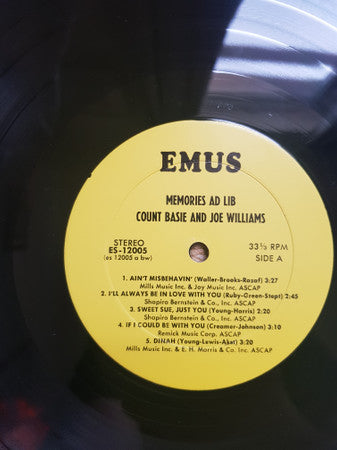 EMUS
MEMORIES AD LIB
COUNT BASIE AND JOE WILLIAMS
STEREO
ES-12005
(es 12005 a bw)
33⅓ RPM
SIDE A
1. AIN'T MISBEHAVIN' (Waller-Brooks-Razaf) 3:27
Mills Music Inc. & Joy Music Inc. ASCAP
2. I'LL ALWAYS BE IN LOVE WITH YOU (Ruby-Green-Stept) 2:45
Shapiro Bernstein & Co., Inc. ASCAP
3. SWEET SUE, JUST YOU (Young-Harris) 2:20
Shapiro Bernstein & Co., Inc. ASCAP
4. IF I COULD BE WITH YOU (Creamer-Johnson) 3:10
Remick Music Corp. ASCAP
5. DINAH (Young-Lewis-Akst) 3:20
Mills Music Inc. & E. H. Morris & Co. Inc. ASCAP